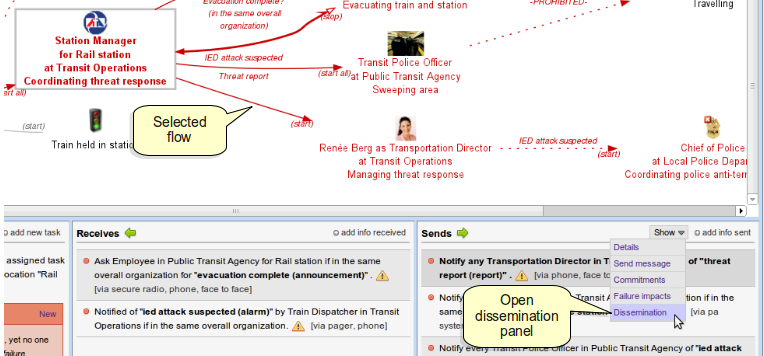 Evacuation complete?
(in the same overall
organization)
(stop)
Evacuating train and station
-PROHIBITED-
Travelling
Station Manager
for Rail station
at Transit Operations
Coordinating threat response
IED attack suspected
Threat report
(start all)
Transit Police Officer
at Public Transit Agency
Sweeping area
start all)
(start)
Train held in stati
Selected
flow
(start)
Renée Berg as Transportation Director
at Transit Operations
Managing threat response
IED attack suspected
(start)
Chief of Police
at Local Police Depar
Coordinating police anti-terr
add new task
Receives
add info received
Sends
Show
add info sent
assigned task
ocation "Rail
New
, yet no one
failure
Ask Employee in Public Transit Agency for Rail station if in the same
overall organization for "evacuation complete (announcement)" .
[via secure radio, phone, face to face]
Notified of "ied attack suspected (alarm)" by Train Dispatcher in Transit
Operations if in the same overall organization. [via pager, phone]
Notify any Transportation Director in T of "threat
report (report)" . [via phone, face to
Details
Send message
Commitments
Failure impacts
Dissemination
Notify Transit A ation if in the
same station [via pa
system
Open
dissemination
panel
Notify every Transit Police Officer in Public Transit Agency of "ied attack